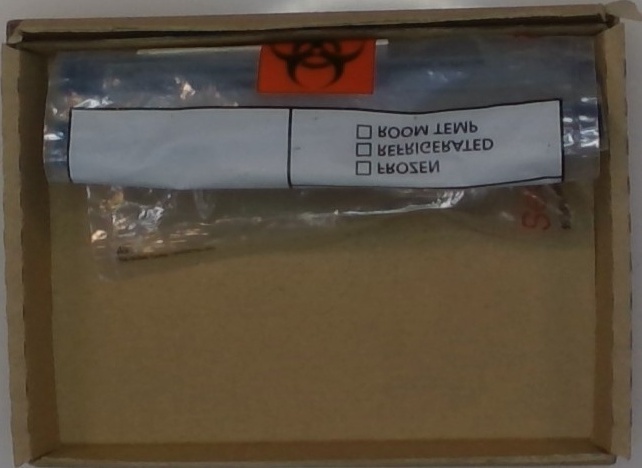 ☐ FROZEN
☐ REFRIGERATED
☐ ROOM TEMP